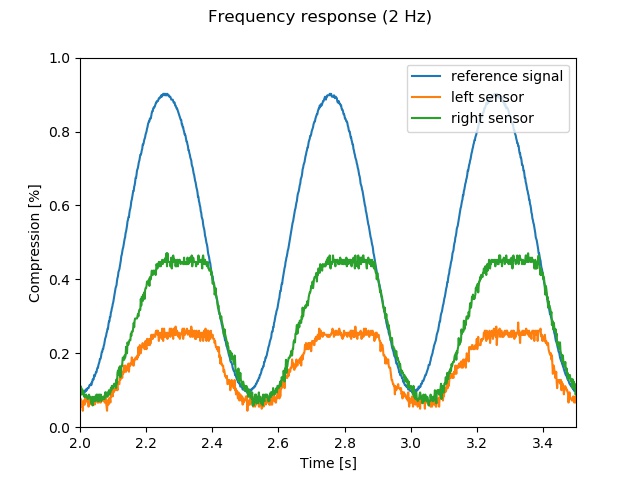 Frequency response (2 Hz)
1.0
0.8
0.6
0.4
0.2
0.0
Compression [%]
reference signal
left sensor
right sensor
2.0 2.2 2.4 2.6 2.8 3.0 3.2 3.4
Time [s]